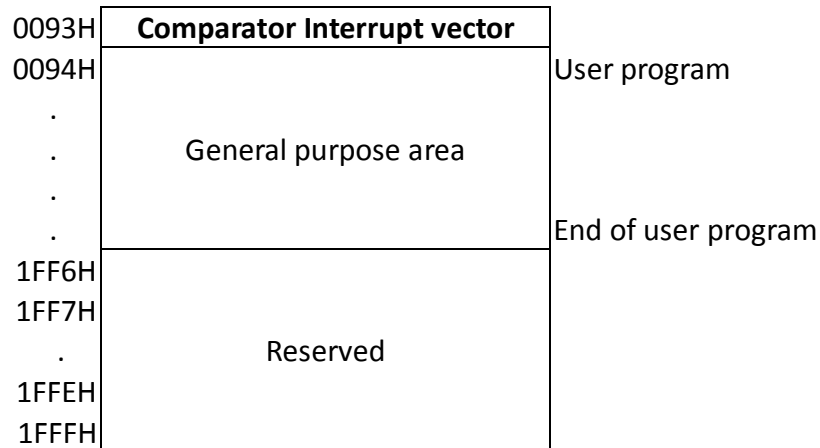 0093H Comparator Interrupt vector
0094H User program
.
.
General purpose area
.
.
End of user program
1FF6H
1FF7H
.
Reserved
1FFEH
1FFFH